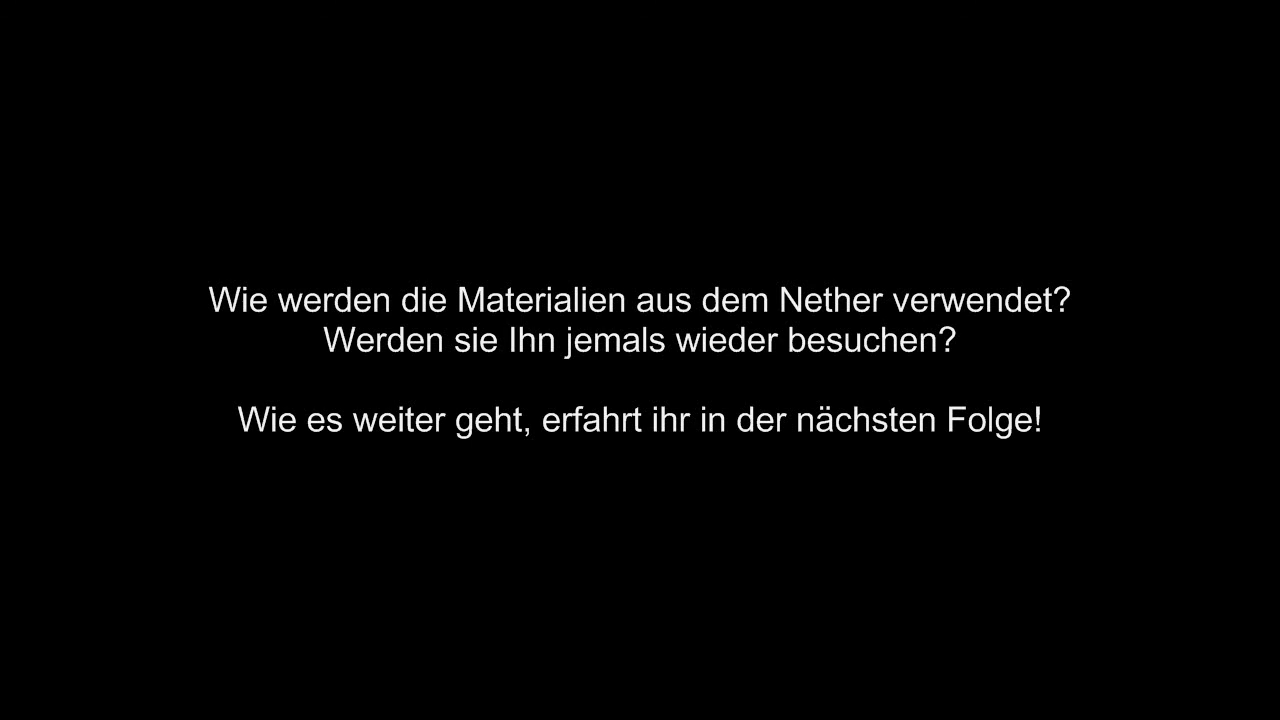 Wie werden die Materialien aus dem Nether verwendet?
Werden sie Ihn jemals wieder besuchen?
Wie es weiter geht, erfahrt ihr in der nächsten Folge!